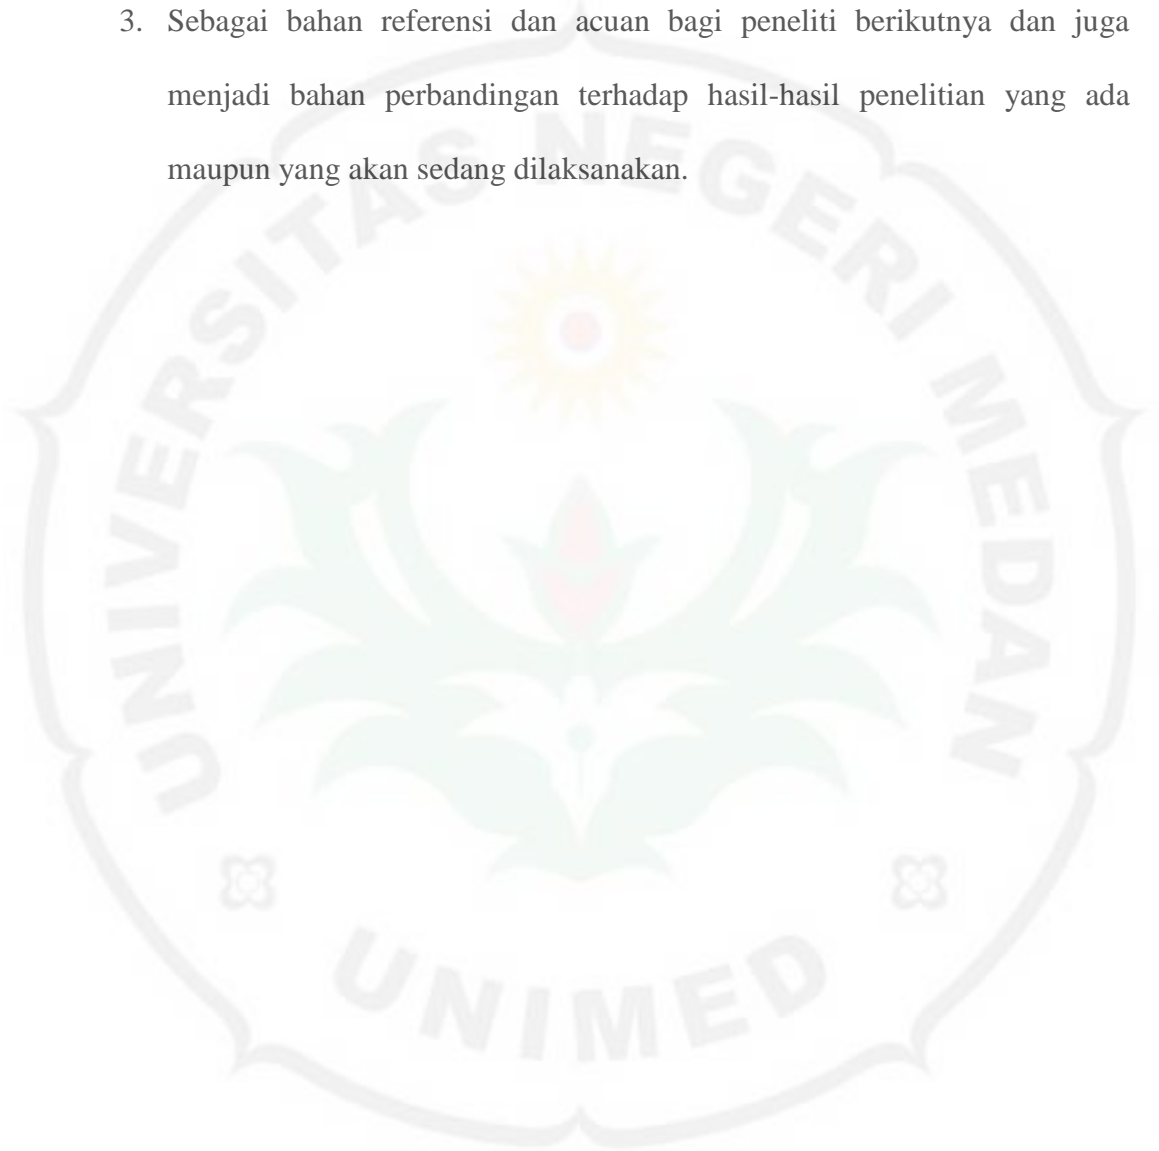 3. Sebagai bahan referensi dan acuan bagi peneliti berikutnya dan juga
menjadi bahan perbandingan terhadap hasil-hasil penelitian yang ada
maupun yang akan sedang dilaksanakan.
UNIVERSITAS NEGERI MEDAN
UNIMED